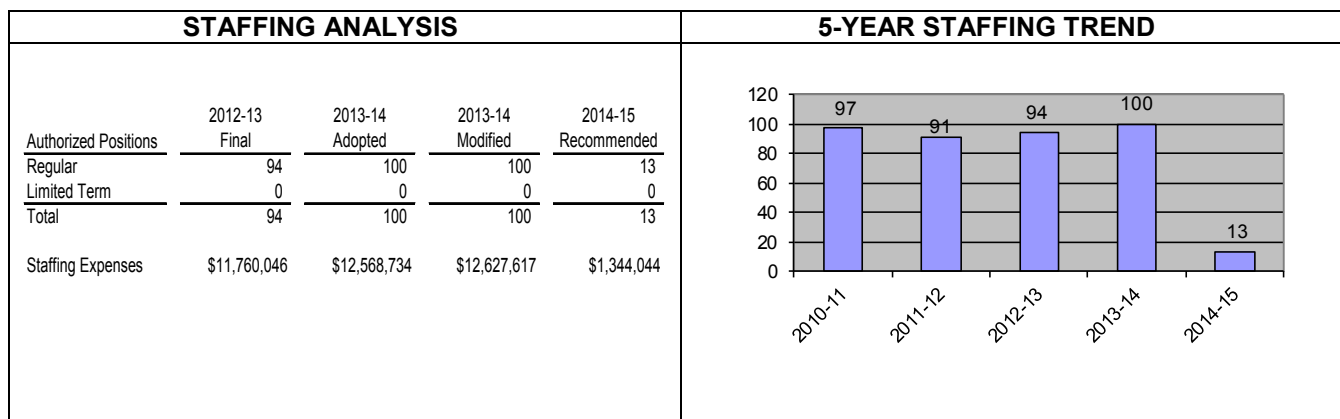 STAFFING ANALYSIS
5-YEAR STAFFING TREND
2012-13 2013-14 2013-14 2014-15
Authorized Positions Final Adopted Modified Recommended
Regular 94 100 100 13
Limited Term 0 0 0 0
Total 94 100 100 13
Staffing Expenses $11,760,046 $12,568,734 $12,627,617 $1,344,044
120
100
80
60
40
20
0
97 91 94 100 13
2010-11 2011-12 2012-13 2013-14 2014-15